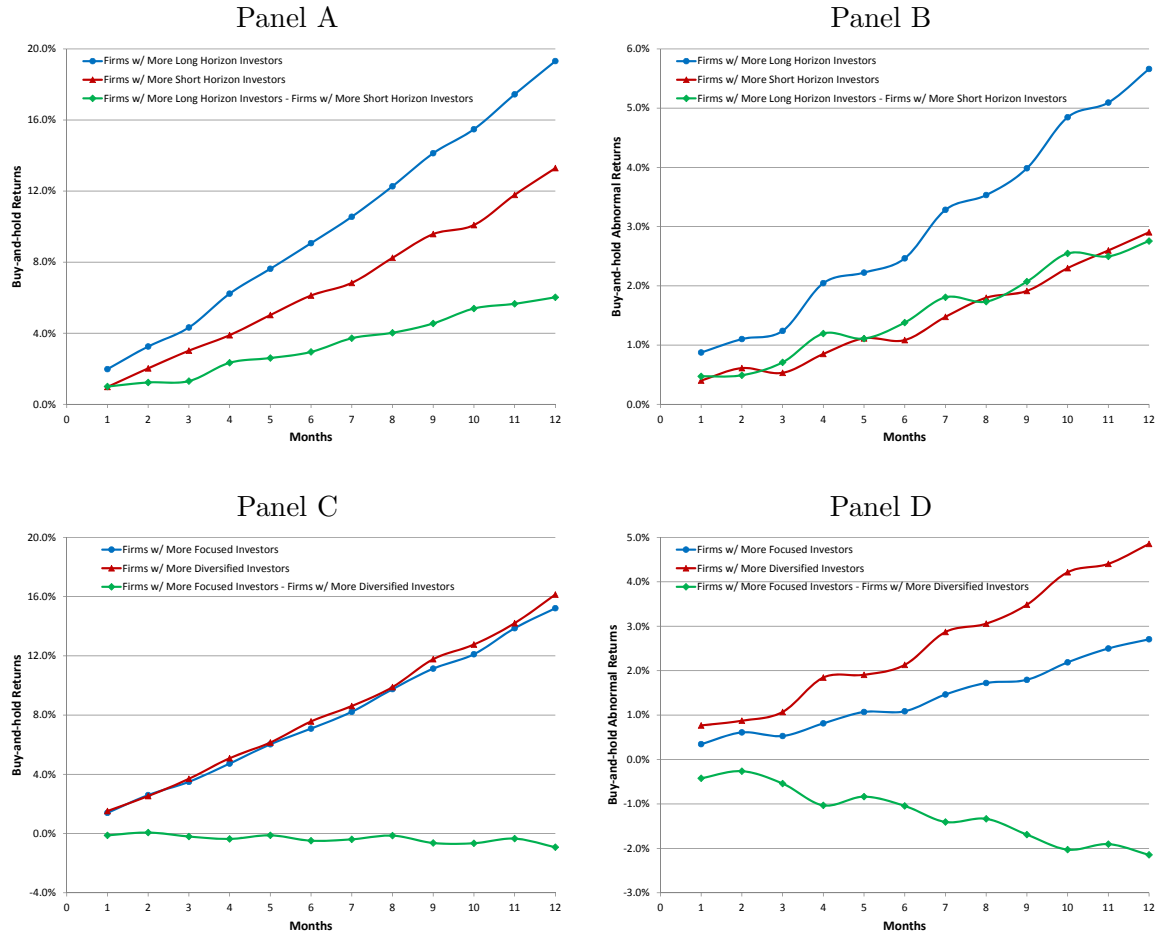 Panel A
20.0%
16.0%
12.0%
8.0%
4.0%
0.0%
Buy-and-hold Returns
Firms w/ More Long Horizon Investors
Firms w/ More Short Horizon Investors
Firms w/ More Long Horizon Investors - Firms w/ More Short Horizon Investors
0 1 2 3 4 5 6 7 8 9 10 11 12
Months
Panel B
6.0%
5.0%
4.0%
3.0%
2.0%
1.0%
0.0%
Buy-and-hold Abnormal Returns
Firms w/ More Long Horizon Investors
Firms w/ More Short Horizon Investors
Firms w/ More Long Horizon Investors - Firms w/ More Short Horizon Investors
0 1 2 3 4 5 6 7 8 9 10 11 12
Months
Panel C
20.0%
16.0%
12.0%
8.0%
4.0%
0.0%
-4.0%
Buy-and-hold Returns
Firms w/ More Focused Investors
Firms w/ More Diversified Investors
Firms w/ More Focused Investors - Firms w/ More Diversified Investors
0 1 2 3 4 5 6 7 8 9 10 11 12
Months
Panel D
5.0%
4.0%
3.0%
2.0%
1.0%
0.0%
-1.0%
-2.0%
-3.0%
Buy-and-hold Abnormal Returns
Firms w/ More Focused Investors
Firms w/ More Diversified Investors
Firms w/ More Focused Investors - Firms w/ More Diversified Investors
0 1 2 3 4 5 6 7 8 9 10 11 12
Months